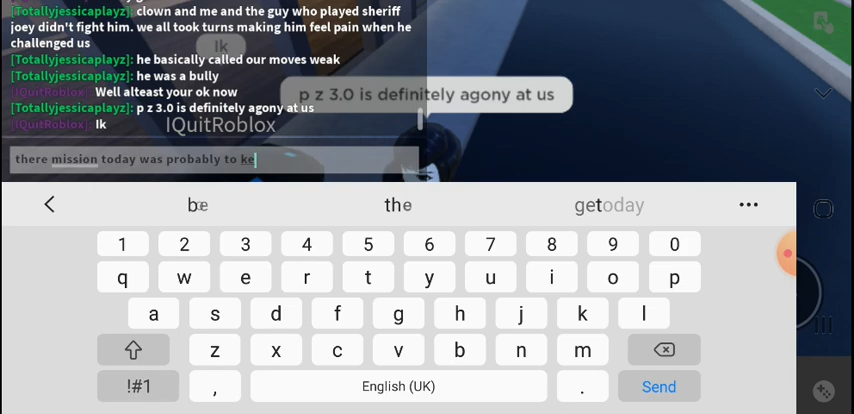 [Totallyjessicaplayz]: clown and me and the guy who played sheriff
joey didn't fight him. we all took turns making him feel pain when he
challenged us
Ik
[Totallyjessicaplayz]: he basically called our moves weak
[Totallyjessicaplayz]: he was a bully
[IQuitRoblox]: Well alteast your ok now
[Totallyjessicaplayz]: p z 3.0 is definitely agony at us
[IQuitRoblox]: Ik
p z 3.0 is definitely agony at us
IQuitRoblox
there mission today was probably to ke
be the get
1 2 3 4 5 6 7 8 9 0
q w e r t y u i o p
a s d f g h j k l
z x c v b n m
!#1 , English (UK) . Send